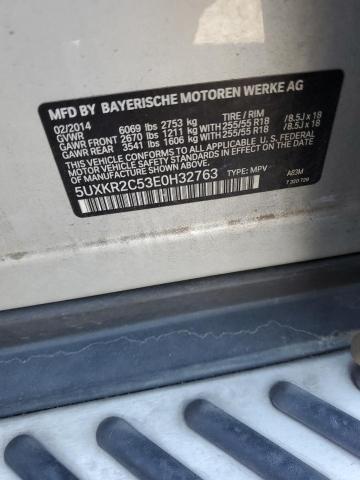 MFD BY BAYERISCHE MOTOREN WERKE AG
02/2014 TIRE / RIM
GVWR 6069 lbs 2753 kg
GAWR FRONT 2670 lbs 1211 kg WITH 255/55 R18 / 8.5J x 18
GAWR REAR 3541 lbs 1606 kg WITH 255/55 R18 / 8.5J x 18
THIS VEHICLE CONFORMS TO ALL APPLICABLE U.S. FEDERAL
MOTOR VEHICLE SAFETY STANDARDS IN EFFECT ON THE DATE
OF MANUFACTURE SHOWN ABOVE.
5UXKR2C53E0H32763 TYPE: MPV A83M